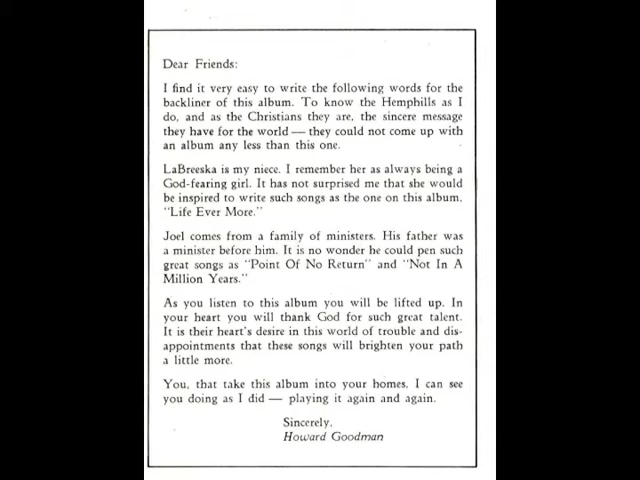 Dear Friends:
I find it very easy to write the following words for the
backliner of this album. To know the Hemphills as I
do, and as the Christians they are, the sincere message
they have for the world — they could not come up with
an album any less than this one.
LaBreeska is my niece. I remember her as always being a
God-fearing girl. It has not surprised me that she would
be inspired to write such songs as the one on this album.
"Life Ever More."
Joel comes from a family of ministers. His father was
a minister before him. It is no wonder he could pen such
great songs as "Point Of No Return" and "Not In A
Million Years."
As you listen to this album you will be lifted up. In
your heart you will thank God for such great talent.
It is their heart's desire in this world of trouble and dis-
appointments that these songs will brighten your path
a little more.
You, that take this album into your homes, I can see
you doing as I did — playing it again and again.
Sincerely,
Howard Goodman